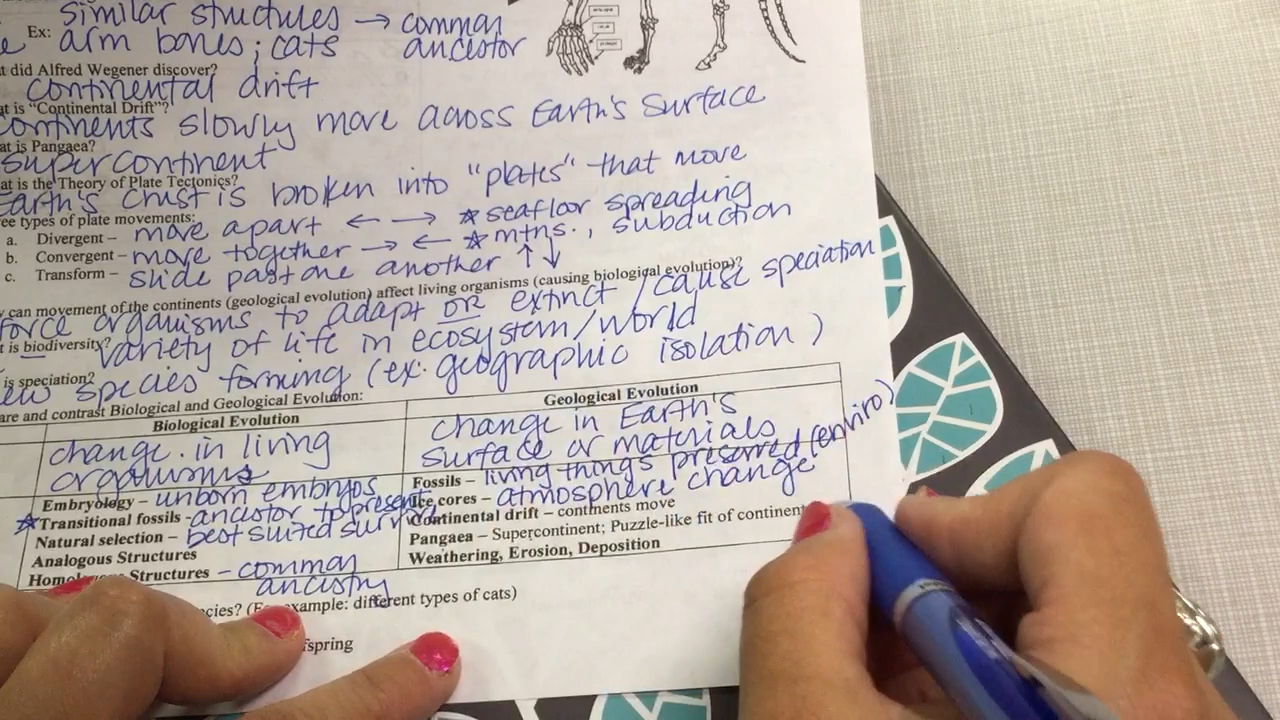 similar structures → common
Ex: arm bones; cats ancestor
t did Alfred Wegener discover?
continental drift
at is "Continental Drift"?
continents slowly move across Earth's surface
at is Pangaea?
supercontinent
at is the Theory of Plate Tectonics?
Earth's crust is broken into "plates" that move
ree types of plate movements:
a. Divergent – move apart ← → ☆ seafloor spreading
b. Convergent – move together → ← ☆ mtns., subduction
c. Transform – slide past one another ↑↓
w can movement of the continents (geological evolution) affect living organisms (causing biological evolution)?
force organisms to adapt OR extinct / cause speciation
t is biodiversity? variety of life in ecosystem/world
is speciation? new species forming (ex: geographic isolation)
are and contrast Biological and Geological Evolution:
Biological Evolution
Geological Evolution
change in living
organisms
change in Earth's
surface or materials
Embryology – unborn embryos
☆Transitional fossils - ancestor to present
Natural selection – best suited survive
Analogous Structures
Homologous Structures – common
ancestry
Fossils – living things preserved (enviro)
Ice cores – atmosphere change
Continental drift – contnents move
Pangaea – Supercontinent; Puzzle-like fit of continent
Weathering, Erosion, Deposition
cies? (For example: different types of cats)
fspring